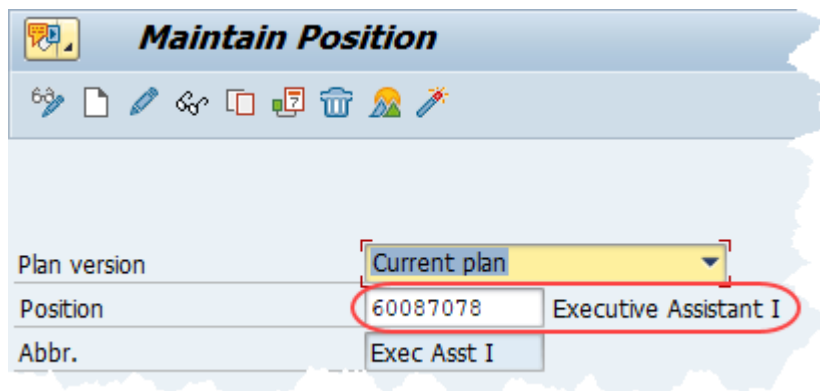 Maintain Position
Plan version Current plan
Position 60087078 Executive Assistant I
Abbr. Exec Asst I